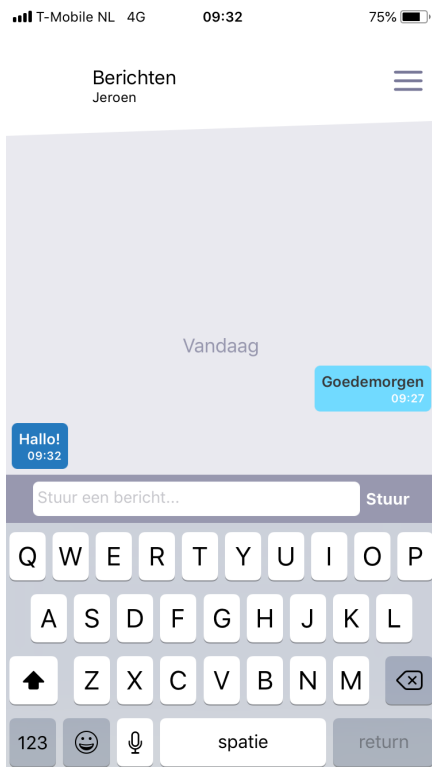 T-Mobile NL 4G 09:32 75%
Berichten
Jeroen
Vandaag
Goedemorgen
09:27
Hallo!
09:32
Stuur een bericht... Stuur
Q W E R T Y U I O P
A S D F G H J K L
Z X C V B N M
123 spatie return